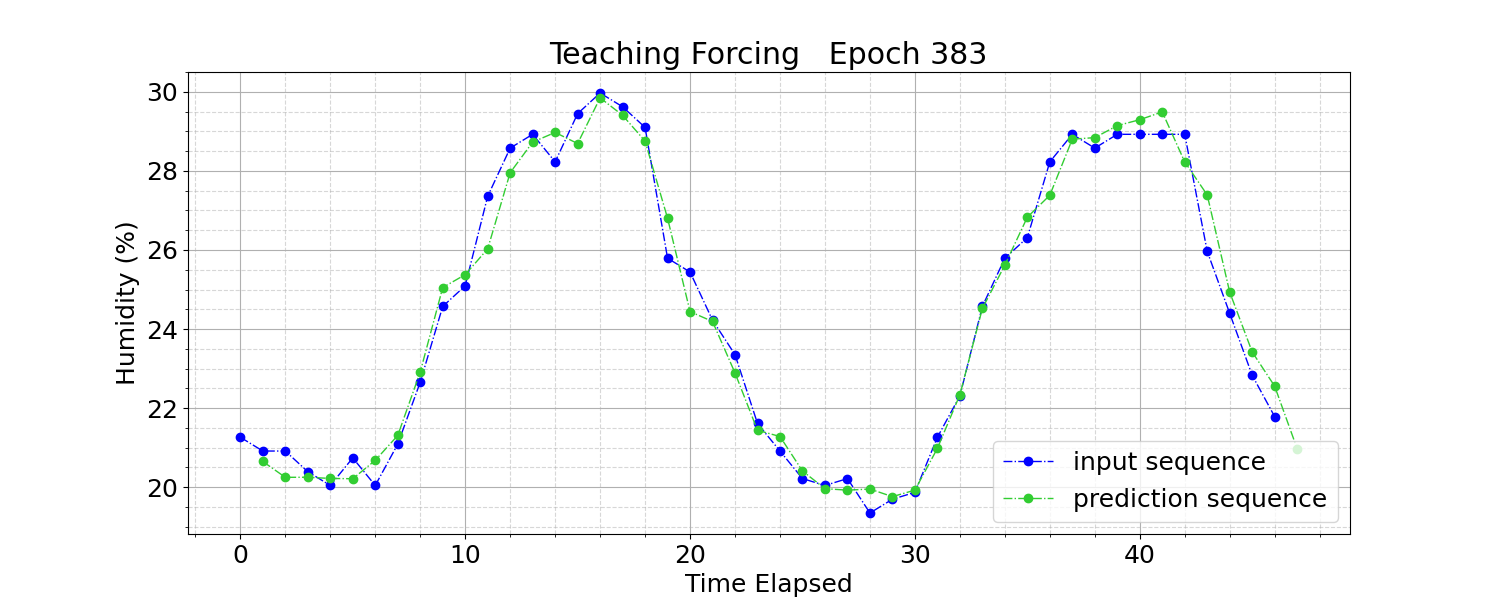 Teaching Forcing   Epoch 383
Humidity (%)
30
28
26
24
22
20
0
10
20
30
40
Time Elapsed
input sequence
prediction sequence